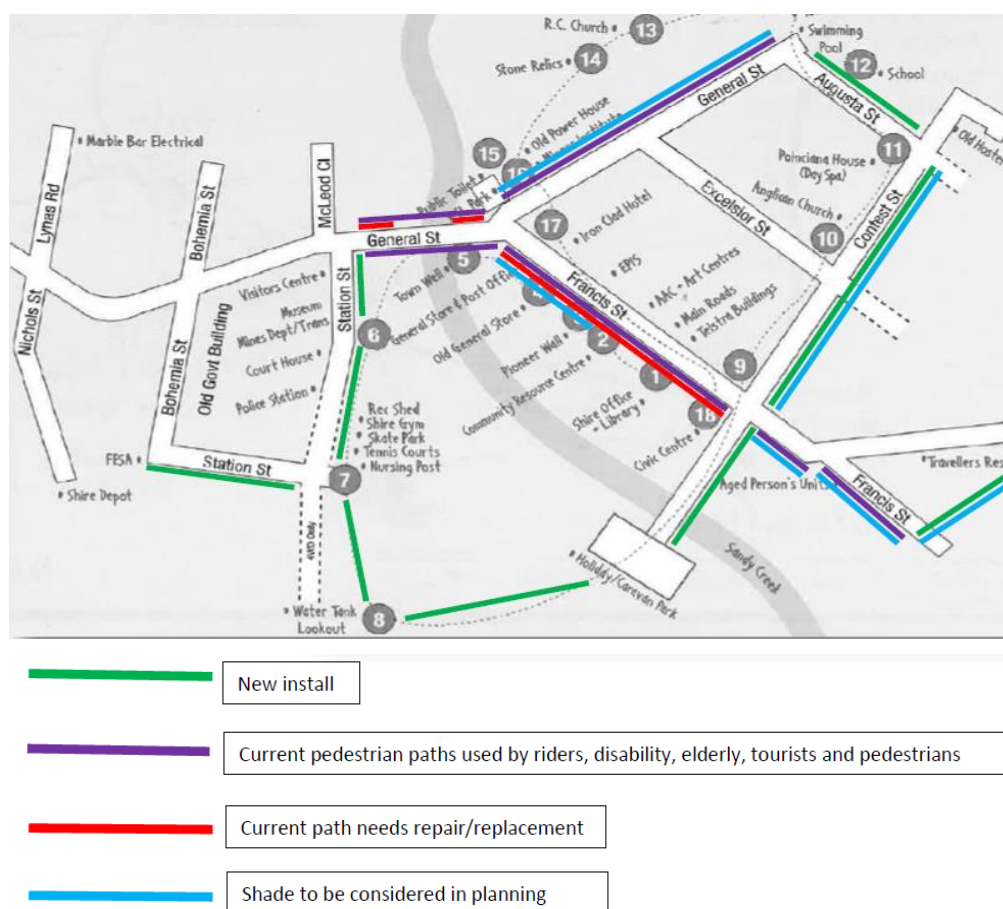 R.C. Church
13
Swimming
Pool
12
School
Stone Relics
14
General St
Augusta St
Marble Bar Electrical
Old Power House
15
Public Toilet
Park
11
Poinciana House
(Day Spa)
Lymas Rd
Bohemia St
McLeod Cl
Iron Clad Hotel
17
Excelsior St
Anglican Church
10
Contest St
General St
5
Town Well
General Store & Post Office
EPIS
Francis St
AAC - Art Centres
Main Roads
Telstra Buildings
Nichols St
Visitors Centre
Museum
Mines Dept/Trans
Court House
Police Station
Old Govt Building
Bohemia St
Station St
6
Old General Store
Pioneer Wall
Community Resource Centre
2
1
9
Shire Office
Library
18
Civic Centre
Rec Shed
Shire Gym
Skate Park
Tennis Courts
Nursing Post
FESA
Station St
7
Shire Depot
4WD Only
Aged Person's Units
Francis St
Holiday/Caravan Park
Sandy Creek
Water Tank
Lookout
8
New install
Current pedestrian paths used by riders, disability, elderly, tourists and pedestrians
Current path needs repair/replacement
Shade to be considered in planning